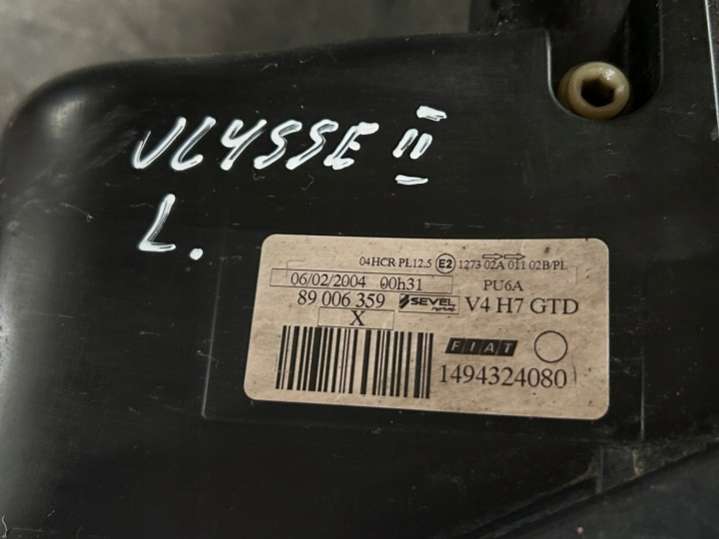 ULYSSE II
L.
04HCR PL12.5 E2 1273 02A 011 02B/PL
06/02/2004 00h31 PU6A
89 006 359 SEVEL V4 H7 GTD
X
FIAT
1494324080